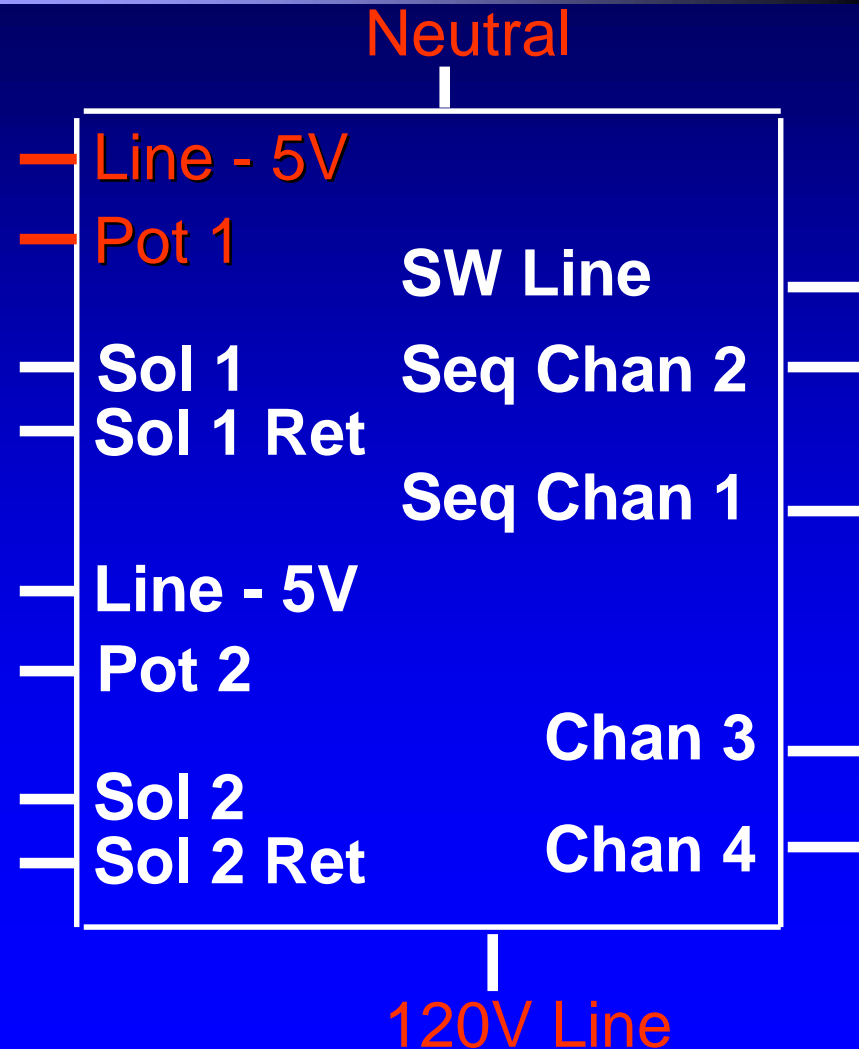 Neutral
Line - 5V
Pot 1
SW Line
Sol 1
Seq Chan 2
Sol 1 Ret
Seq Chan 1
Line - 5V
Pot 2
Chan 3
Sol 2
Chan 4
Sol 2 Ret
120V Line